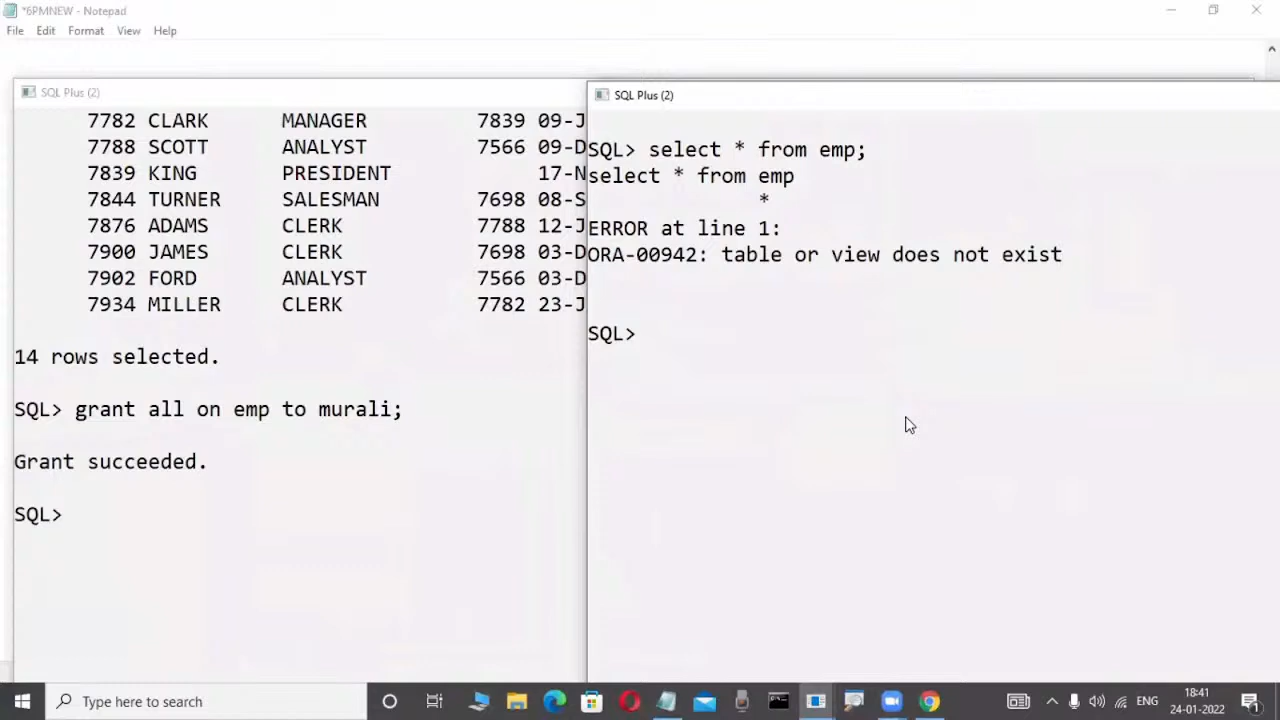 *6PMNEW - Notepad
File Edit Format View Help
SQL Plus (2)
7782 CLARK MANAGER 7839 09-J
7788 SCOTT ANALYST 7566 09-D
7839 KING PRESIDENT 17-N
7844 TURNER SALESMAN 7698 08-S
7876 ADAMS CLERK 7788 12-J
7900 JAMES CLERK 7698 03-D
7902 FORD ANALYST 7566 03-D
7934 MILLER CLERK 7782 23-J
14 rows selected.
SQL> grant all on emp to murali;
Grant succeeded.
SQL>
SQL Plus (2)
SQL> select * from emp;
select * from emp
*
ERROR at line 1:
ORA-00942: table or view does not exist
SQL>
Type here to search
ENG
18:41
24-01-2022
1